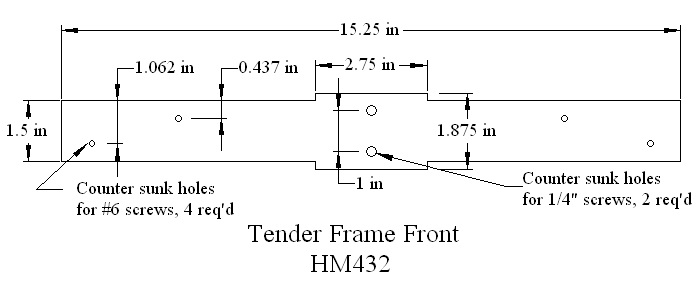 15.25 in
1.062 in
0.437 in
2.75 in
1.5 in
1.875 in
1 in
Counter sunk holes
for #6 screws, 4 req'd
Counter sunk holes
for 1/4" screws, 2 req'd
Tender Frame Front
HM432